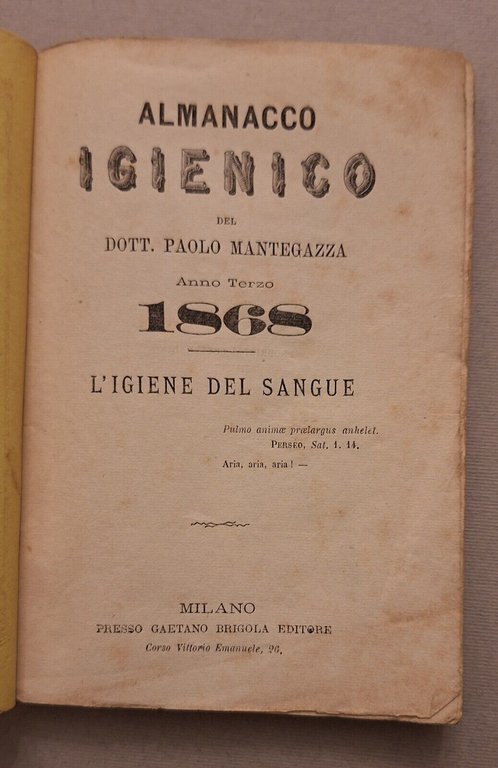 ALMANACCO
IGIENICO
DEL
DOTT. PAOLO MANTEGAZZA
Anno Terzo
1868
L'IGIENE DEL SANGUE
Pulmo animæ prælargus anhelet.
PERSEO, Sat. 1. 14.
Aria, aria, aria! —
MILANO
PRESSO GAETANO BRIGOLA EDITORE
Corso Vittorio Emanuele, 26.